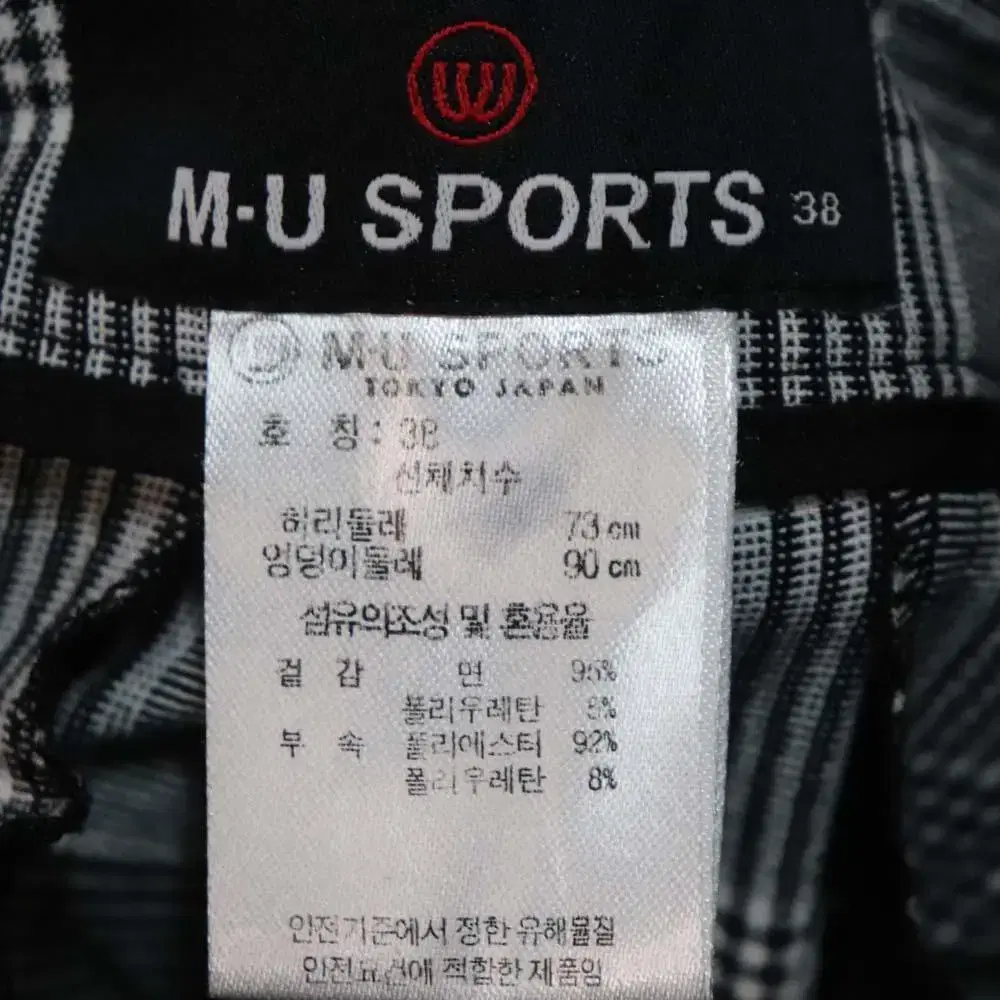 M·U SPORTS 38
M·U SPORTS
TOKYO JAPAN
호 칭 : 38
신체치수
허리둘레 73 cm
엉덩이둘레 90 cm
섬유의조성 및 혼용율
겉 감 면 95%
폴리우레탄 5%
부 속 폴리에스터 92%
폴리우레탄 8%
안전기준에서 정한 유해물질
안전요건에 적합한 제품임